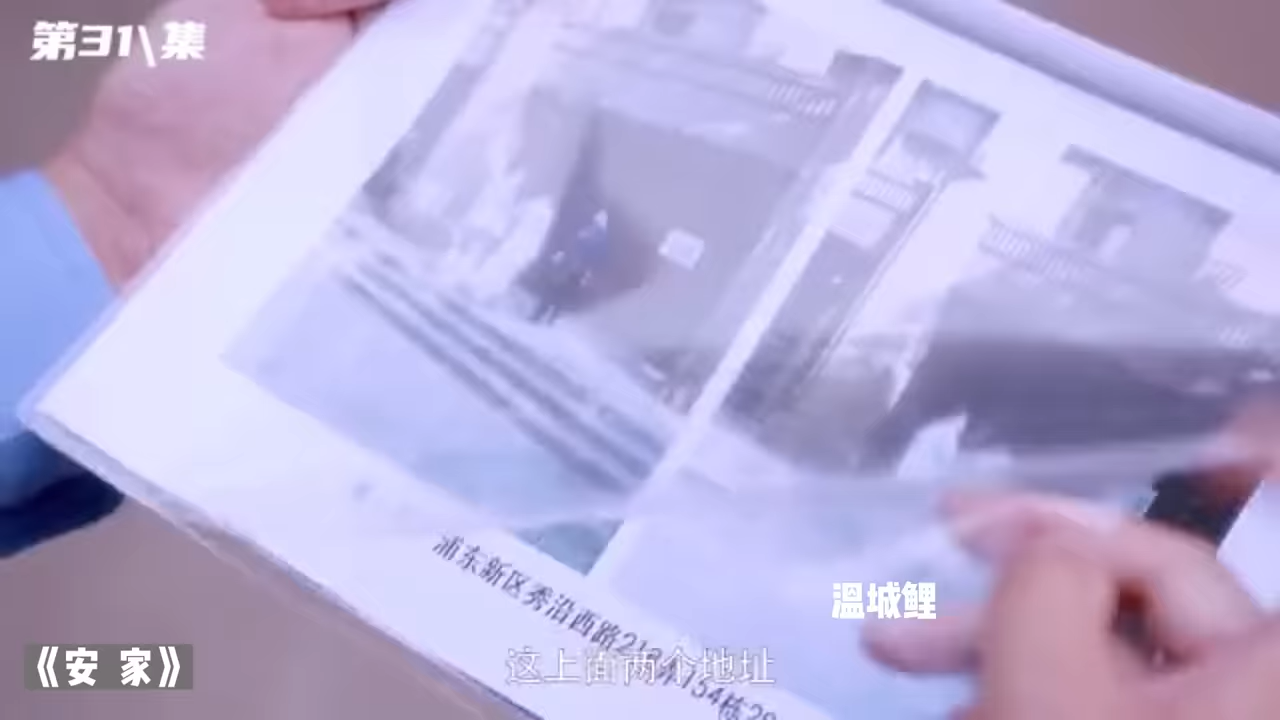 第31\集
浦东新区秀沿西路
温城鲤
这上面两个地址
《安 家》